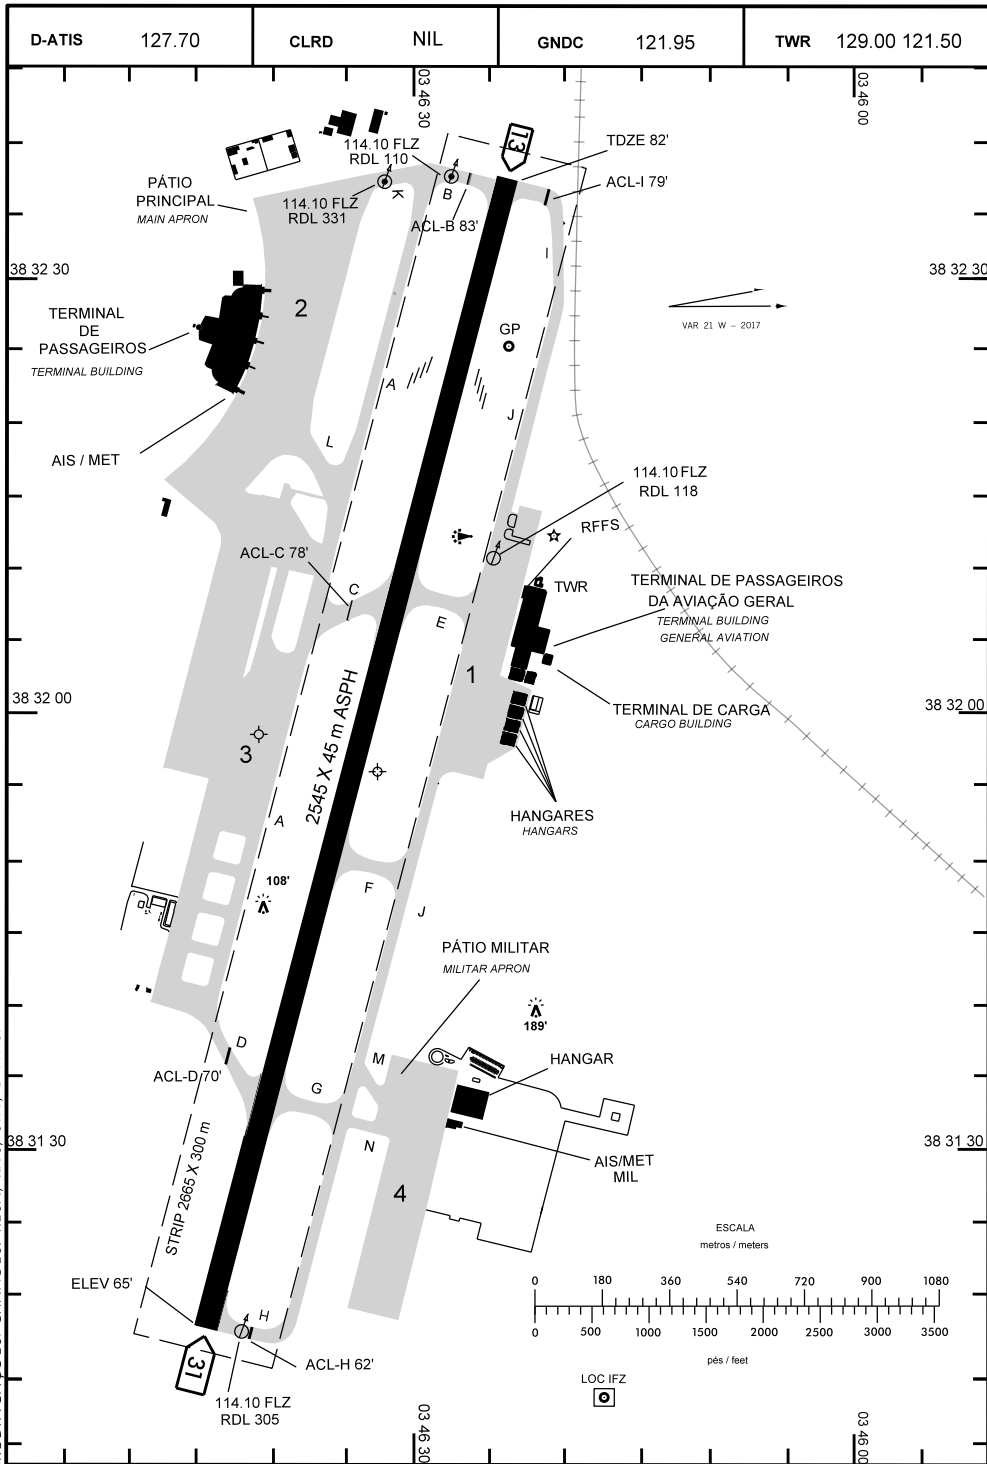 D-ATIS 127.70 CLRD NIL GNDC 121.95 TWR 129.00 121.50
03 46 30
03 46 00
13
TDZE 82'
114.10 FLZ
RDL 110
PÁTIO
PRINCIPAL
MAIN APRON
114.10 FLZ
RDL 331
K
B
ACL-B 83'
ACL-I 79'
I
38 32 30
38 32 30
2
TERMINAL
DE
PASSAGEIROS
TERMINAL BUILDING
GP
VAR 21 W - 2017
A
J
L
AIS / MET
114.10 FLZ
RDL 118
RFFS
ACL-C 78'
C
TWR
TERMINAL DE PASSAGEIROS
DA AVIAÇÃO GERAL
TERMINAL BUILDING
GENERAL AVIATION
E
1
38 32 00
38 32 00
TERMINAL DE CARGA
CARGO BUILDING
3
2545 X 45 m ASPH
HANGARES
HANGARS
A
108'
F
J
PÁTIO MILITAR
MILITAR APRON
189'
D
M
HANGAR
ACL-D 70'
G
38 31 30
38 31 30
N
AIS/MET
MIL
4
STRIP 2665 X 300 m
ESCALA
metros / meters
ELEV 65'
0 180 360 540 720 900 1080
0 500 1000 1500 2000 2500 3000 3500
pés / feet
H
ACL-H 62'
31
114.10 FLZ
RDL 305
LOC IFZ
03 46 30
03 46 00